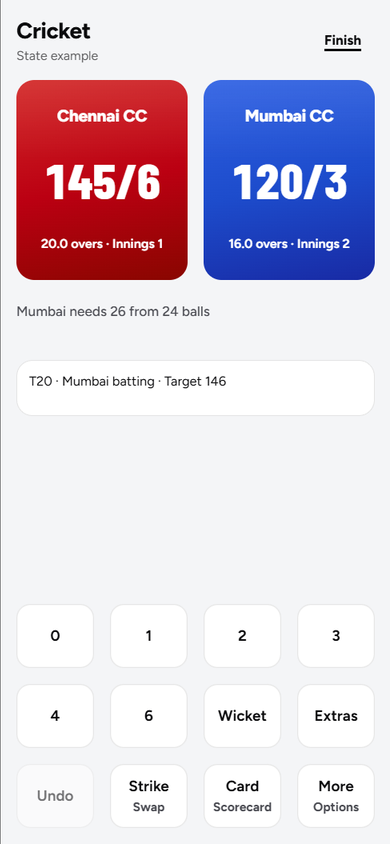 Cricket
State example
Finish
Chennai CC
145/6
20.0 overs · Innings 1
Mumbai CC
120/3
16.0 overs · Innings 2
Mumbai needs 26 from 24 balls
T20 · Mumbai batting · Target 146
0
1
2
3
4
6
Wicket
Extras
Undo
Strike
Swap
Card
Scorecard
More
Options